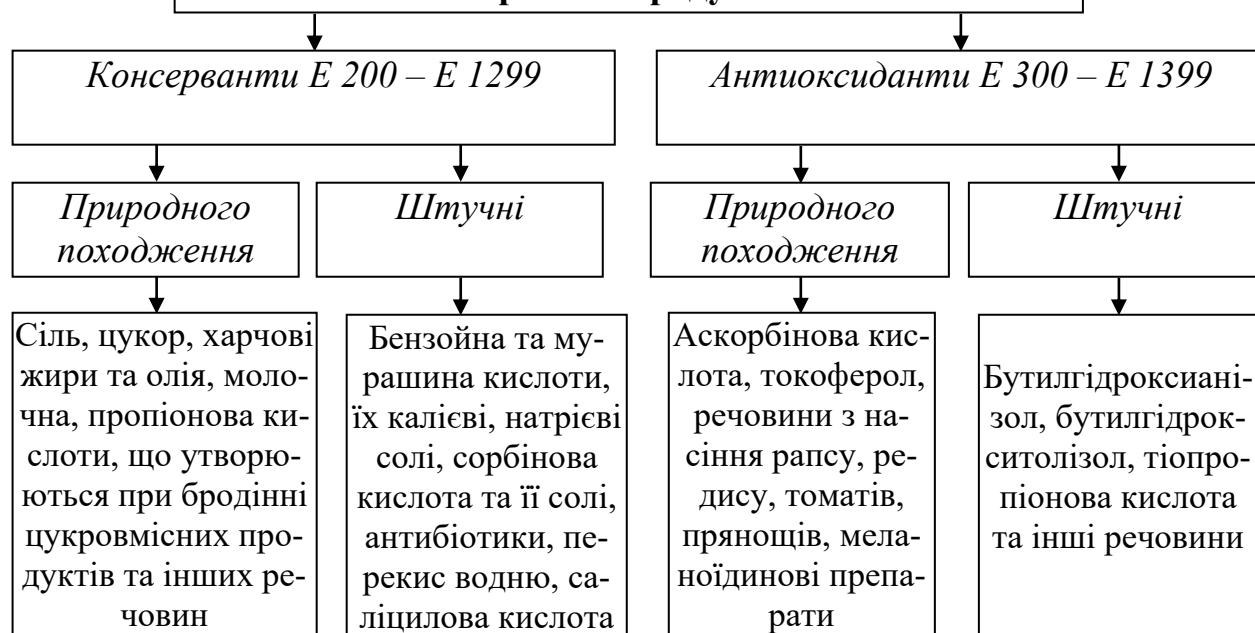 Консерванти Е 200 – Е 1299
Антиоксиданти Е 300 – Е 1399
Природного
походження
Штучні
Природного
походження
Штучні
Сіль, цукор, харчові
жири та олія, моло-
чна, пропіонова ки-
слоти, що утворю-
ються при бродінні
цукровмісних про-
дуктів та інших ре-
човин
Бензойна та му-
рашина кислоти,
їх калієві, натрієві
солі, сорбінова
кислота та її солі,
антибіотики, пе-
рекис водню, са-
ліцилова кислота
Аскорбінова кис-
лота, токоферол,
речовини з на-
сіння рапсу, ре-
дису, томатів,
прянощів, мела-
ноїдинові препа-
рати
Бутилгідроксиані-
зол, бутилгідрок-
ситолізол, тіопро-
піонова кислота
та інші речовини